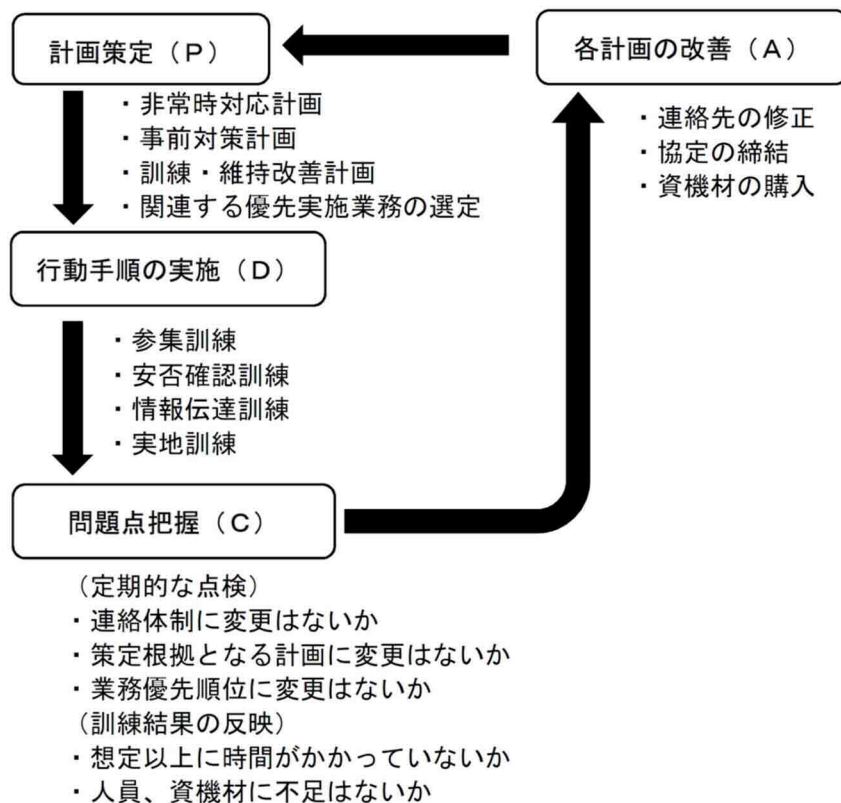 計画策定（Ｐ）
・非常時対応計画
・事前対策計画
・訓練・維持改善計画
・関連する優先実施業務の選定
行動手順の実施（Ｄ）
・参集訓練
・安否確認訓練
・情報伝達訓練
・実地訓練
問題点把握（Ｃ）
（定期的な点検）
・連絡体制に変更はないか
・策定根拠となる計画に変更はないか
・業務優先順位に変更はないか
（訓練結果の反映）
・想定以上に時間がかかっていないか
・人員、資機材に不足はないか
各計画の改善（Ａ）
・連絡先の修正
・協定の締結
・資機材の購入